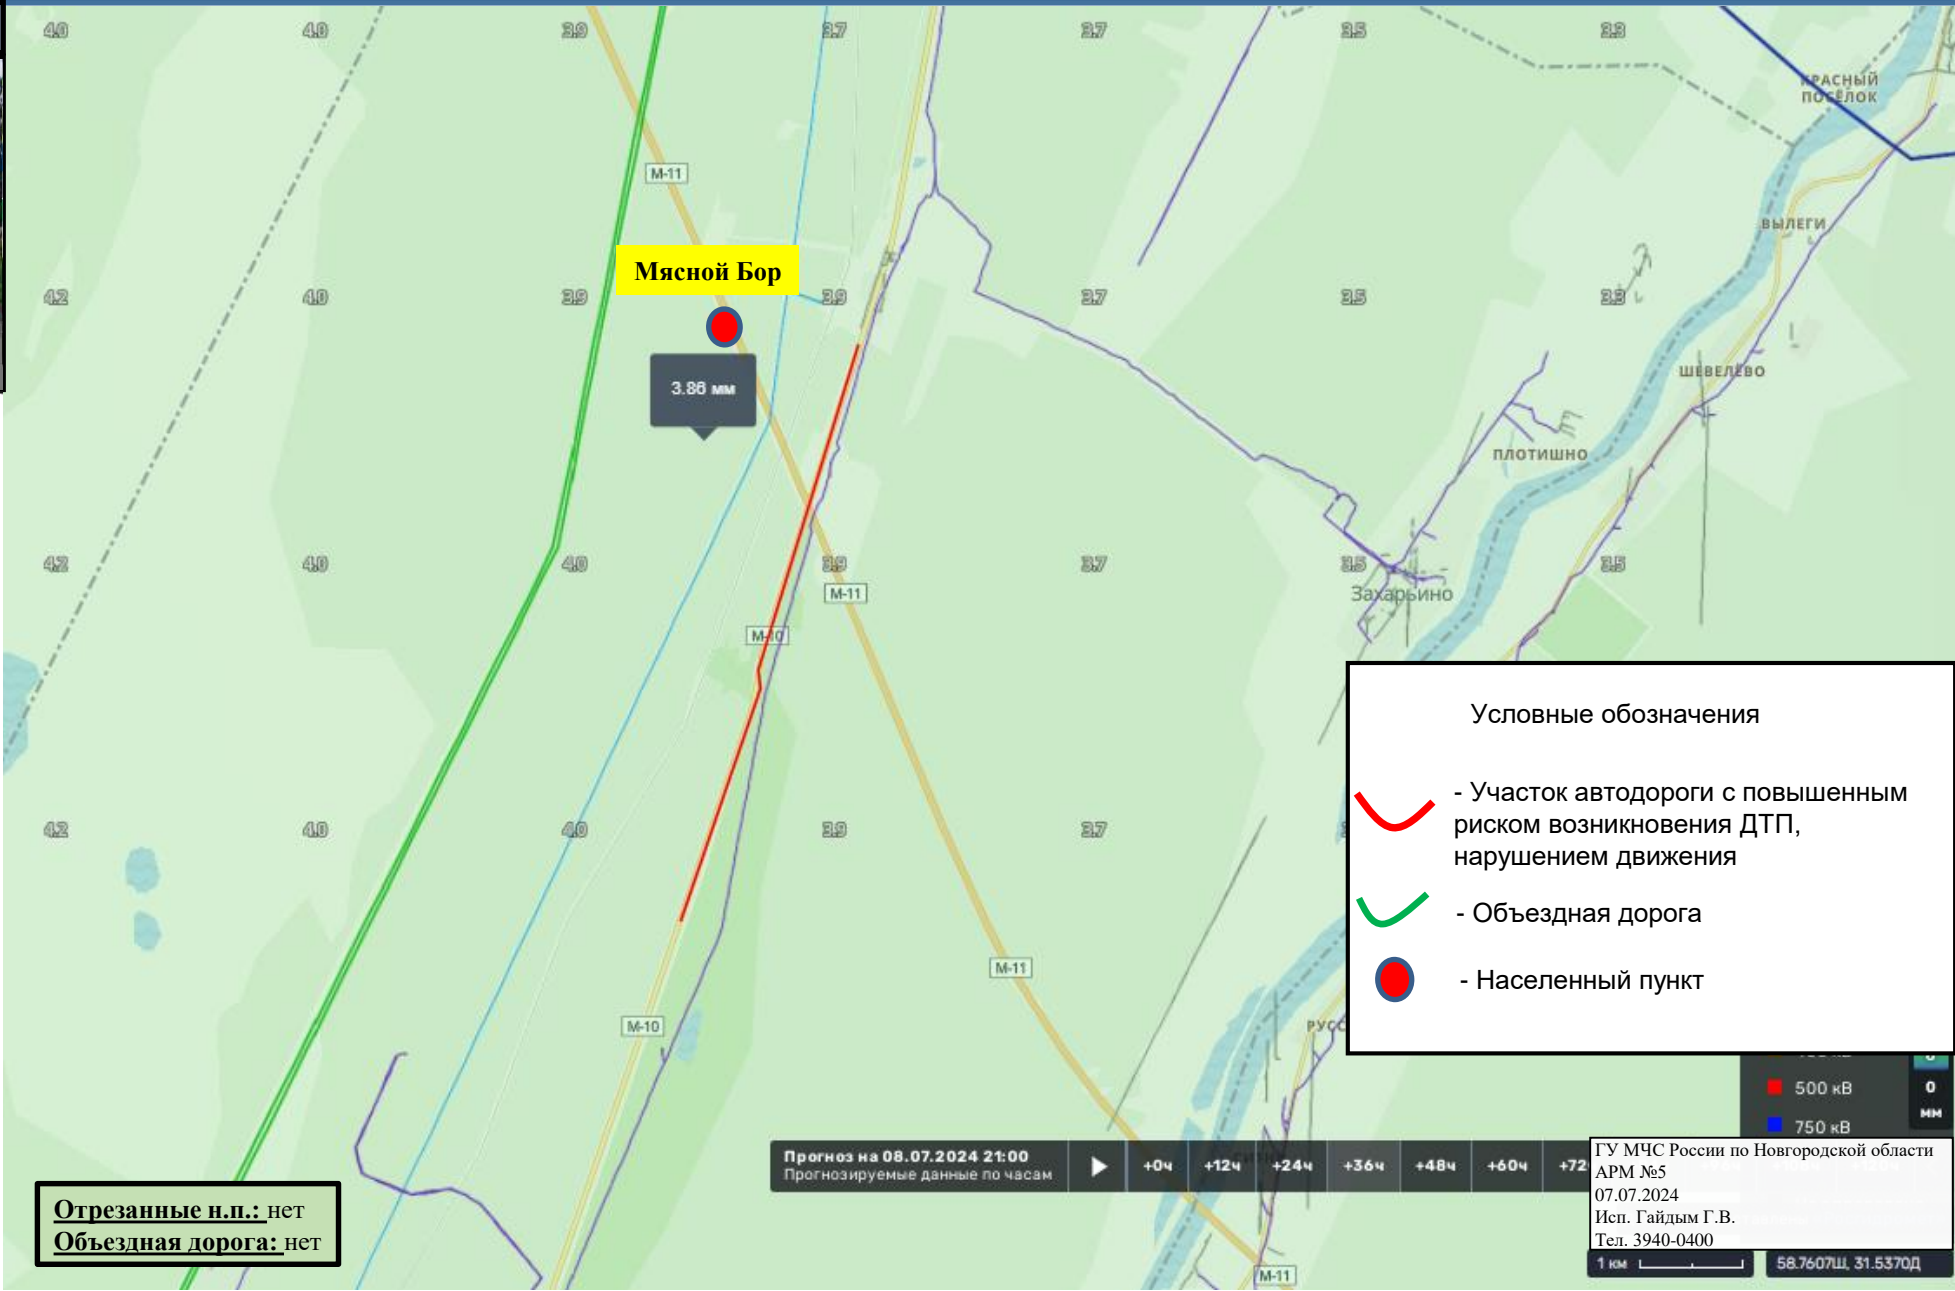 4.0 4.0 3.9 3.7 3.7 3.5 3.3
КРАСНЫЙ
ПОСЁЛОК
М-11
ВЫЛЕГИ
Мясной Бор
4.2 4.0 3.9 3.9 3.7 3.5 3.3
3.86 мм
ШЕВЕЛЁВО
ПЛОТИШНО
4.2 4.0 4.0 3.9 3.7 3.5 3.5
М-11
Захарьино
М-10
Условные обозначения
- Участок автодороги с повышенным
риском возникновения ДТП,
нарушением движения
4.2 4.0 4.0 3.9 3.7
- Объездная дорога
М-11
- Населенный пункт
М-10
РУСС
500 кВ
0
мм
750 кВ
Прогноз на 08.07.2024 21:00
Прогнозируемые данные по часам
+0ч +12ч +24ч +36ч +48ч +60ч +72
ГУ МЧС России по Новгородской области
АРМ №5
07.07.2024
Исп. Гайдым Г.В.
Тел. 3940-0400
Отрезанные н.п.: нет
Объездная дорога: нет
1 км
58.7607Ш, 31.5370Д
М-11